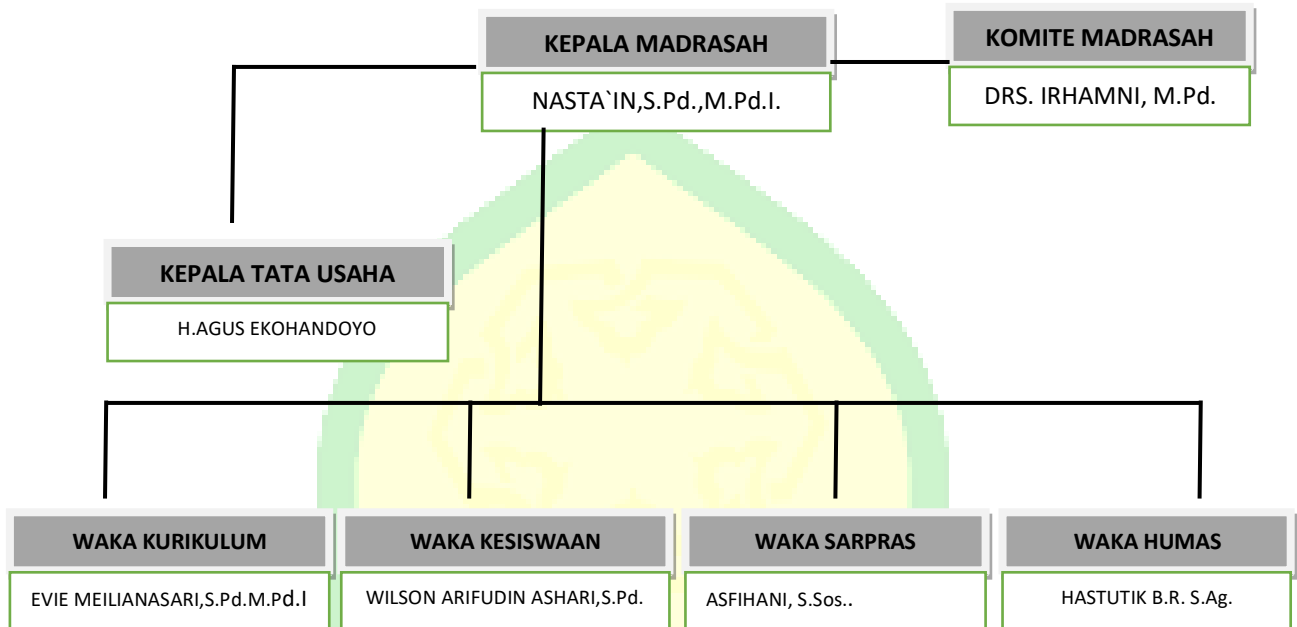 KEPALA MADRASAH
NASTA`IN,S.Pd.,M.Pd.I.
KOMITE MADRASAH
DRS. IRHAMNI, M.Pd.
KEPALA TATA USAHA
H.AGUS EKOHANDOYO
WAKA KURIKULUM
EVIE MEILIANASARI,S.Pd.M.Pd.I
WAKA KESISWAAN
WILSON ARIFUDIN ASHARI,S.Pd.
WAKA SARPRAS
ASFIHANI, S.Sos..
WAKA HUMAS
HASTUTIK B.R. S.Ag.